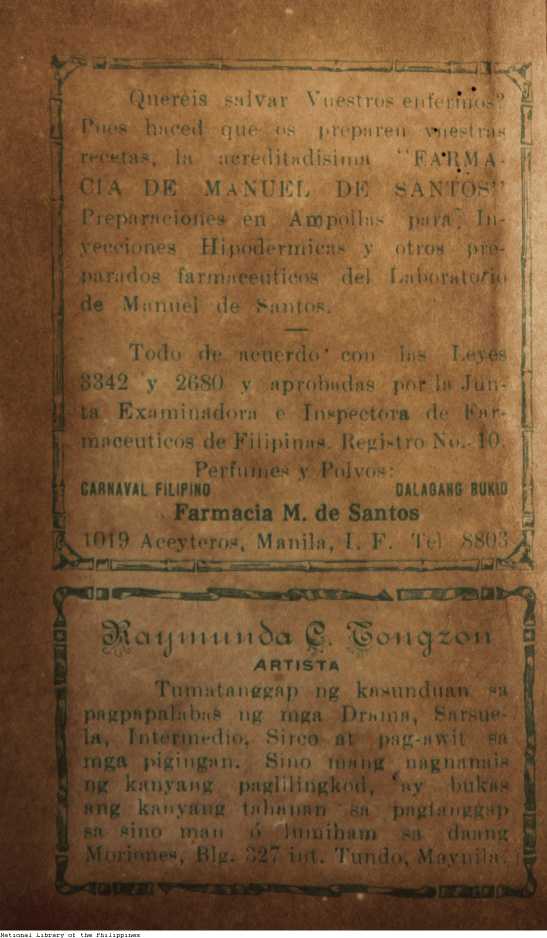 Queréis salvar Vuestros enfermos?
Pues haced que os preparen vuestras
recetas, la acreditadisima "FARMA-
CIA DE MANUEL DE SANTOS"
Preparaciones en Ampollas para In-
yecciones Hipodermicas y otros pre-
parados farmaceuticos del Laboratorio
de Manuel de Santos.
Todo de acuerdo con las Leyes
3342 y 2680 y aprobadas por la Jun-
ta Examinadora e Inspectora de Far-
maceuticos de Filipinas. Registro No. 10.
Perfumes y Polvos:
CARNAVAL FILIPINO DALAGANG BUKID
Farmacia M. de Santos
1019 Aceyteros, Manila, I. F. Tel 8803
Raymunda C. Tongzon
ARTISTA
Tumatanggap ng kasunduan sa
pagpapalabas ng mga Drama, Sarsue-
la, Intermedio, Sirco at pag-awit sa
mga pigingan. Sino mang nagnanais
ng kanyang paglilingkod, ay bukas
ang kanyang tahanan sa pagtanggap
sa sino man ó lumiham sa daang
Moriones, Blg. 327 int. Tundo, Maynila.
National Library of the Philippines